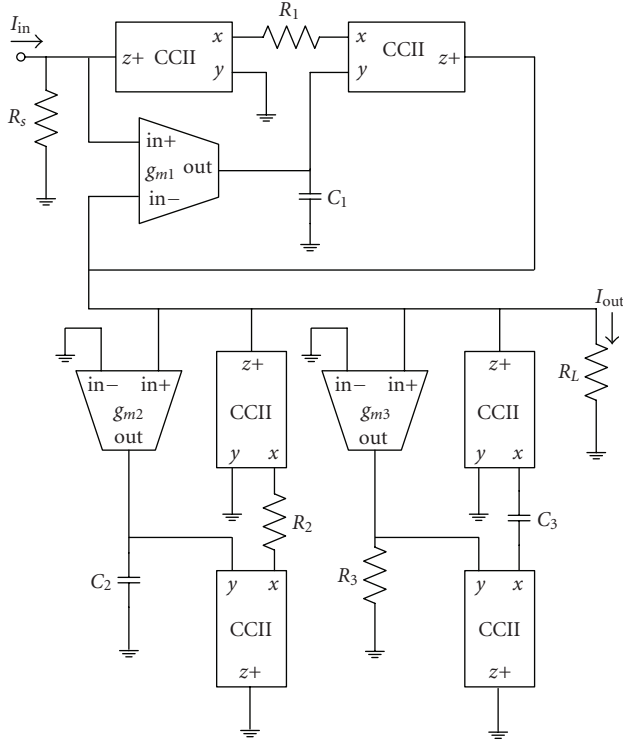 I_in
R_1
x
x
z+
CCII
CCII
z+
y
y
R_s
in+
g_m1
out
in−
C_1
I_out
R_L
z+
z+
in−
in+
in−
in+
g_m2
CCII
g_m3
CCII
out
out
y
x
y
x
R_2
C_3
C_2
R_3
y
x
y
x
CCII
CCII
z+
z+